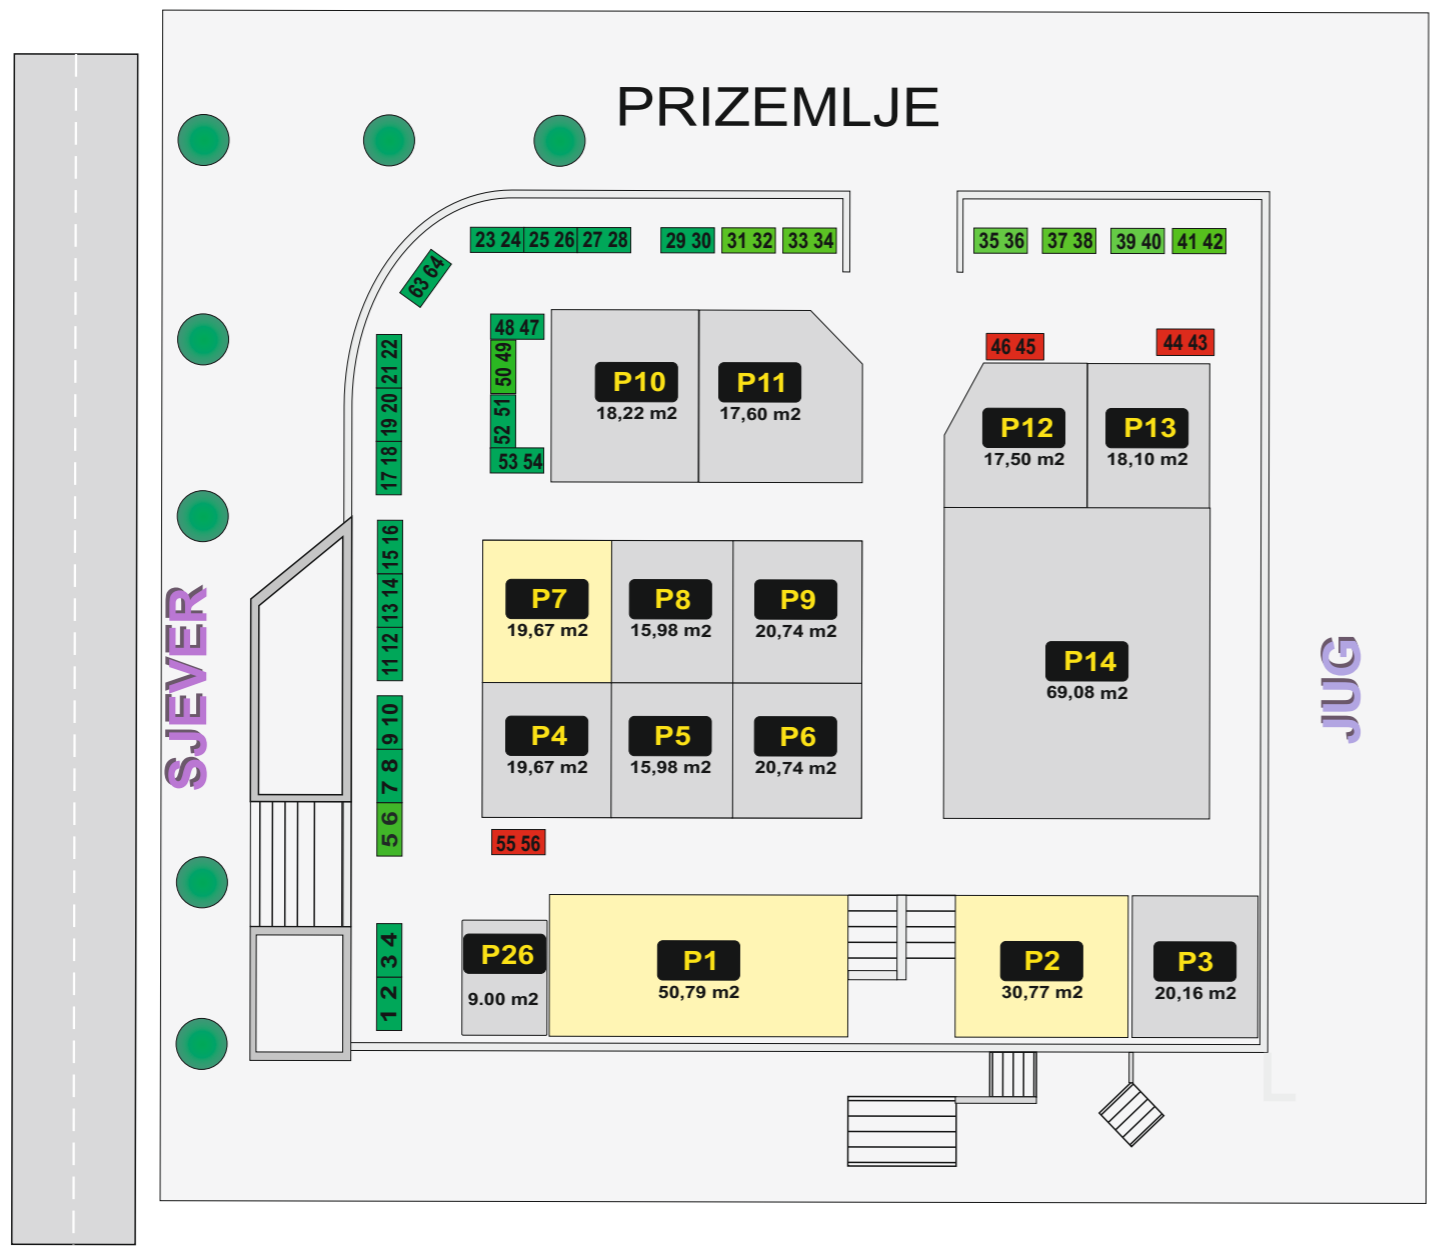 PRIZEMLJE
23 24 25 26 27 28
29 30
31 32
33 34
35 36
37 38
39 40
41 42
63 64
48 47
50 49
52 51
53 54
46 45
44 43
21 22
19 20
17 18
15 16
13 14
11 12
9 10
7 8
5 6
3 4
1 2
P10
18,22 m2
P11
17,60 m2
P12
17,50 m2
P13
18,10 m2
P7
19,67 m2
P8
15,98 m2
P9
20,74 m2
P14
69,08 m2
P4
19,67 m2
P5
15,98 m2
P6
20,74 m2
55 56
P26
9.00 m2
P1
50,79 m2
P2
30,77 m2
P3
20,16 m2
SJEVER
JUG